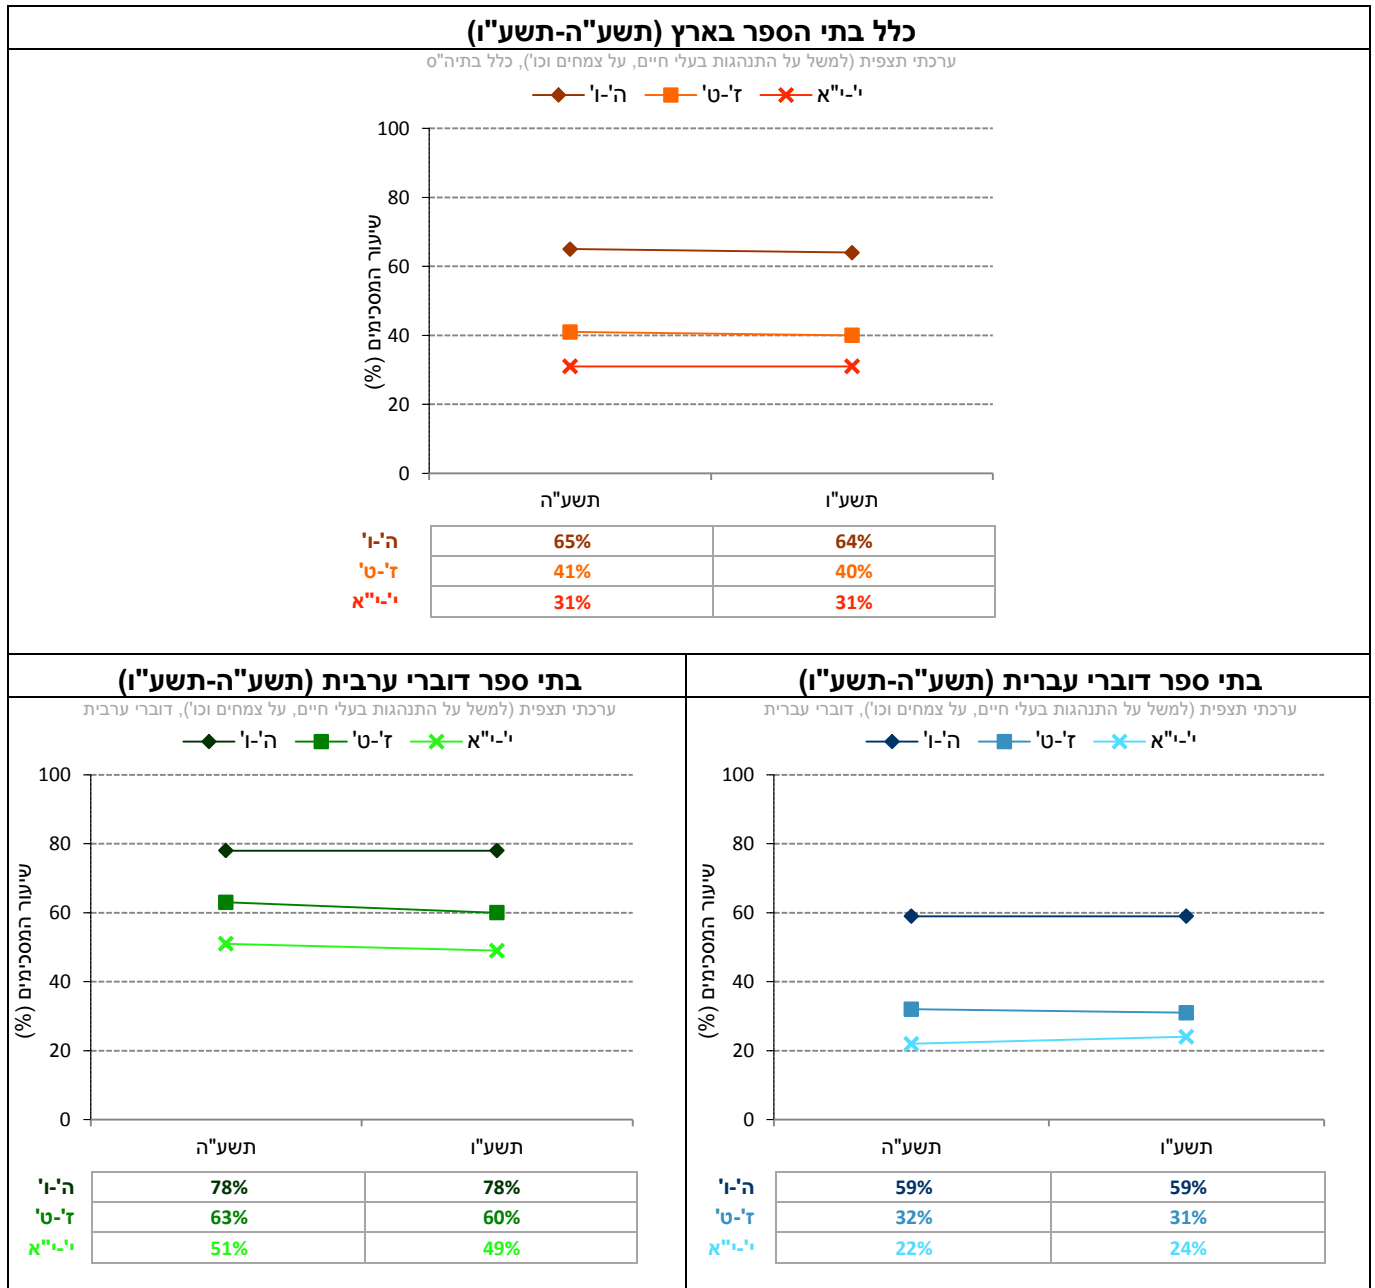 כלל בתי הספר בארץ (תשע"ה-תשע"ו)
ערכתי תצפית (למשל על התנהגות בעלי חיים, על צמחים וכו'), כלל בתיה"ס
ה'-ו' ז'-ט' י'-י"א
שיעור המסכימים (%)
100
80
60
40
20
0
תשע"ה תשע"ו
ה'-ו' 65% 64%
ז'-ט' 41% 40%
י'-י"א 31% 31%
בתי ספר דוברי עברית (תשע"ה-תשע"ו)
ערכתי תצפית (למשל על התנהגות בעלי חיים, על צמחים וכו'), דוברי עברית
ה'-ו' ז'-ט' י'-י"א
שיעור המסכימים (%)
100
80
60
40
20
0
תשע"ה תשע"ו
ה'-ו' 59% 59%
ז'-ט' 32% 31%
י'-י"א 22% 24%
בתי ספר דוברי ערבית (תשע"ה-תשע"ו)
ערכתי תצפית (למשל על התנהגות בעלי חיים, על צמחים וכו'), דוברי ערבית
ה'-ו' ז'-ט' י'-י"א
שיעור המסכימים (%)
100
80
60
40
20
0
תשע"ה תשע"ו
ה'-ו' 78% 78%
ז'-ט' 63% 60%
י'-י"א 51% 49%